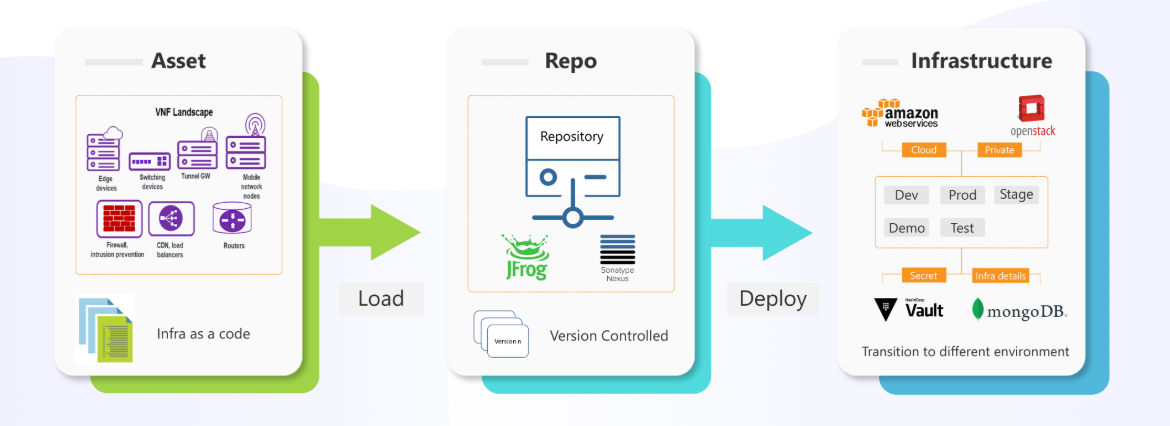 Asset
VNF Landscape
Edge
devices
Switching
devices
Tunnel GW
Mobile
network
nodes
Firewall,
intrusion prevention
CDN, load
balancers
Routers
Infra as a code
Load
Repo
Repository
JFrog
Sonatype
Nexus
Version n
Version Controlled
Deploy
Infrastructure
amazon
webservices
openstack
Cloud
Private
Dev
Prod
Stage
Demo
Test
Secret
Infra details
HashiCorp
Vault
mongoDB®
Transition to different environment